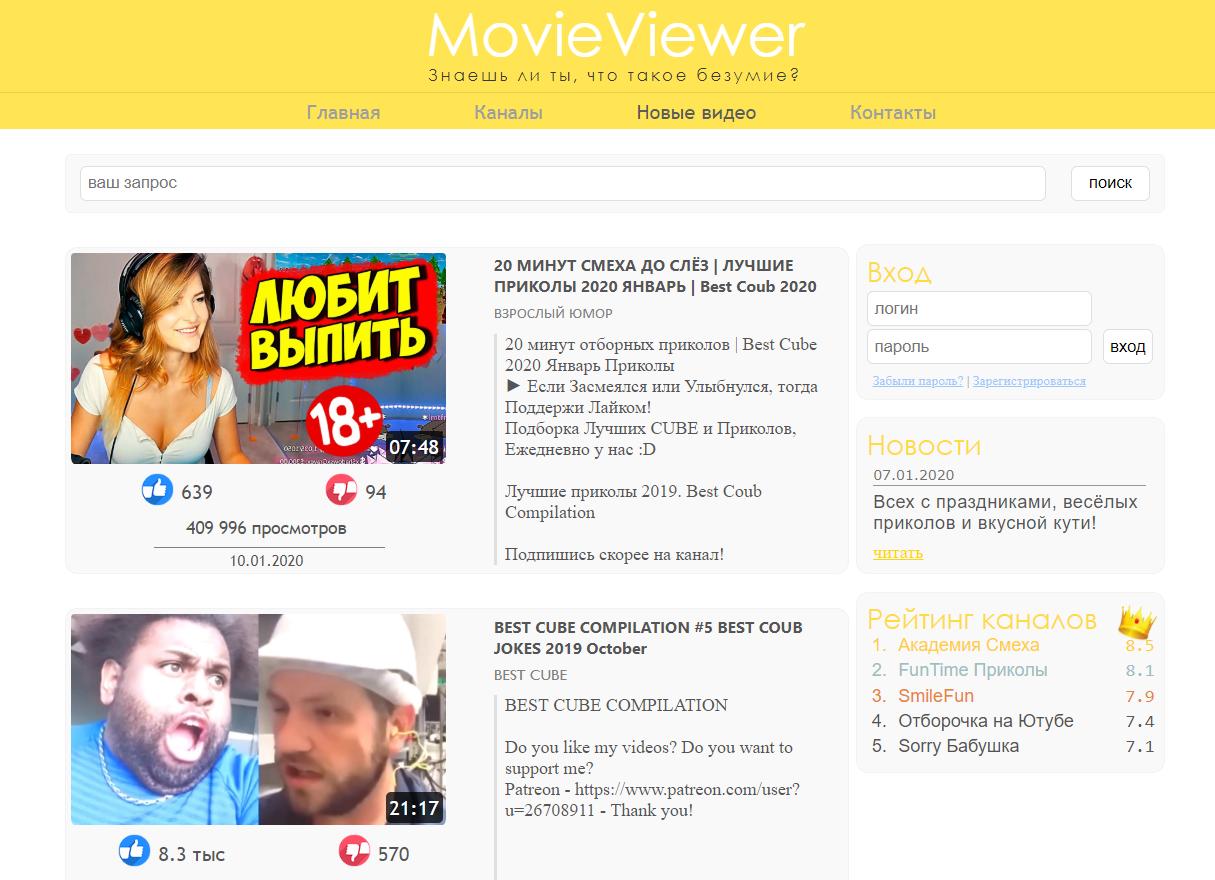 MovieViewer
Знаешь ли ты, что такое безумие?
Главная Каналы Новые видео Контакты
ваш запрос поиск
ЛЮБИТ
ВЫПИТЬ
18+
07:48
639 94
409 996 просмотров
10.01.2020
20 МИНУТ СМЕХА ДО СЛЁЗ | ЛУЧШИЕ
ПРИКОЛЫ 2020 ЯНВАРЬ | Best Coub 2020
ВЗРОСЛЫЙ ЮМОР
20 минут отборных приколов | Best Cube
2020 Январь Приколы
► Если Засмеялся или Улыбнулся, тогда
Поддержи Лайком!
Подборка Лучших CUBE и Приколов,
Ежедневно у нас :D
Лучшие приколы 2019. Best Coub
Compilation
Подпишись скорее на канал!
21:17
8.3 тыс 570
BEST CUBE COMPILATION #5 BEST COUB
JOKES 2019 October
BEST CUBE
BEST CUBE COMPILATION
Do you like my videos? Do you want to
support me?
Patreon - https://www.patreon.com/user?
u=26708911 - Thank you!
Вход
логин
пароль вход
Забыли пароль? | Зарегистрироваться
Новости
07.01.2020
Всех с праздниками, весёлых
приколов и вкусной кути!
читать
Рейтинг каналов
1. Академия Смеха 8.5
2. FunTime Приколы 8.1
3. SmileFun 7.9
4. Отборочка на Ютубе 7.4
5. Sorry Бабушка 7.1